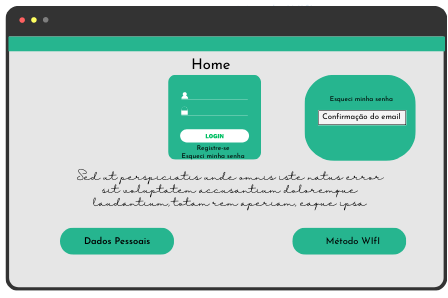 Home
Esqueci minha senha
Confirmação do email
LOGIN
Registre-se
Esqueci minha senha
Sed ut perspiciatis unde omnis iste natus error
sit voluptatem accusantium doloremque
laudantium, totam rem aperiam, eaque ipsa
Dados Pessoais
Método WIfI